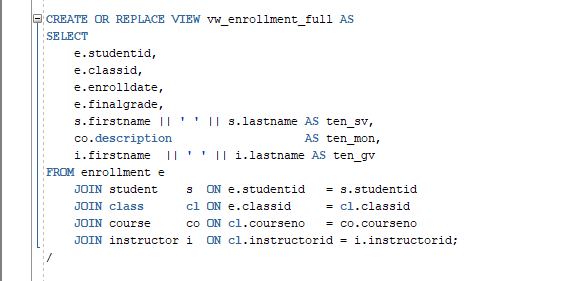 CREATE OR REPLACE VIEW vw_enrollment_full AS
SELECT
    e.studentid,
    e.classid,
    e.enrolldate,
    e.finalgrade,
    s.firstname || ' ' || s.lastname AS ten_sv,
    co.description                   AS ten_mon,
    i.firstname  || ' ' || i.lastname AS ten_gv
FROM enrollment e
    JOIN student    s  ON e.studentid   = s.studentid
    JOIN class      cl ON e.classid     = cl.classid
    JOIN course     co ON cl.courseno   = co.courseno
    JOIN instructor i  ON cl.instructorid = i.instructorid;
/